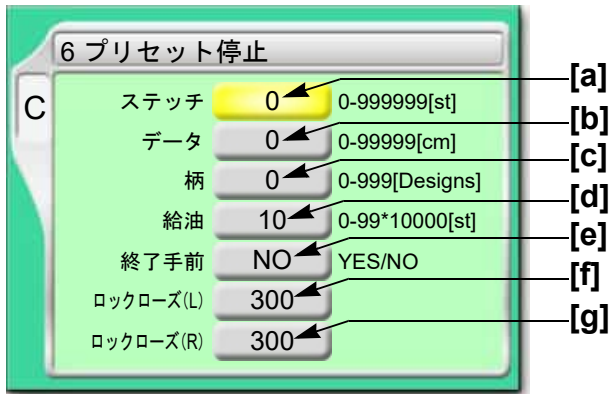 6 プリセット停止
C
ステッチ 0 0-999999[st] [a]
データ 0 0-99999[cm] [b]
柄 0 0-999[Designs] [c]
給油 10 0-99*10000[st] [d]
終了手前 NO YES/NO [e]
ロックローズ(L) 300 [f]
ロックローズ(R) 300 [g]